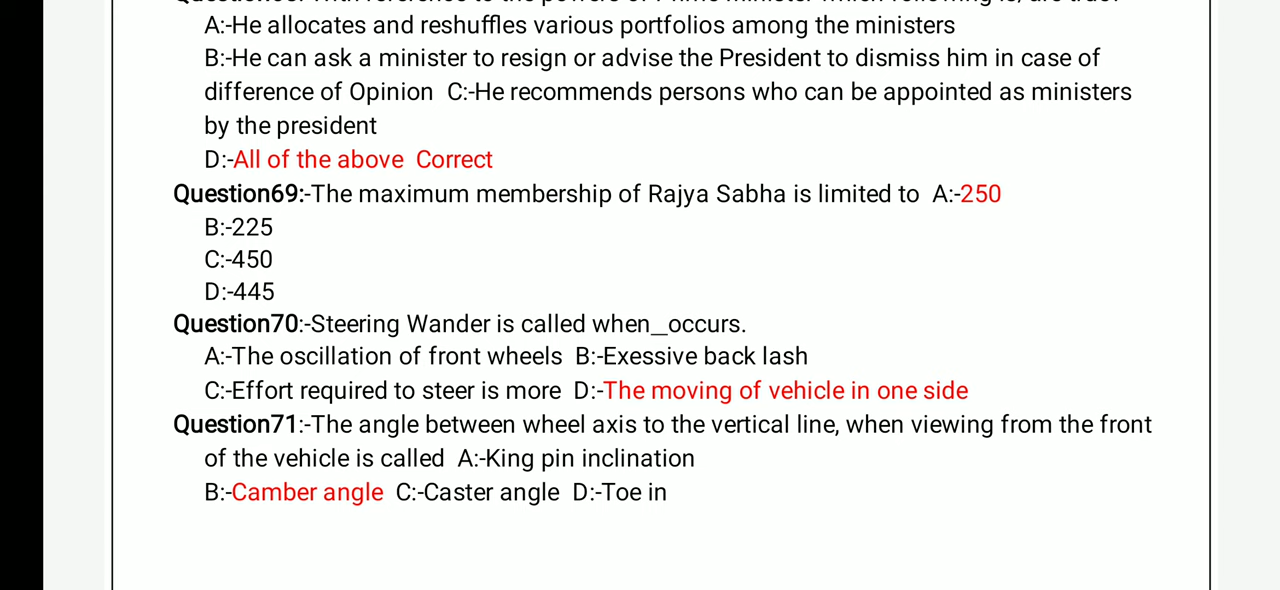 A:-He allocates and reshuffles various portfolios among the ministers
B:-He can ask a minister to resign or advise the President to dismiss him in case of
difference of Opinion C:-He recommends persons who can be appointed as ministers
by the president
D:-All of the above Correct
Question69:-The maximum membership of Rajya Sabha is limited to A:-250
B:-225
C:-450
D:-445
Question70:-Steering Wander is called when_occurs.
A:-The oscillation of front wheels B:-Exessive back lash
C:-Effort required to steer is more D:-The moving of vehicle in one side
Question71:-The angle between wheel axis to the vertical line, when viewing from the front
of the vehicle is called A:-King pin inclination
B:-Camber angle C:-Caster angle D:-Toe in